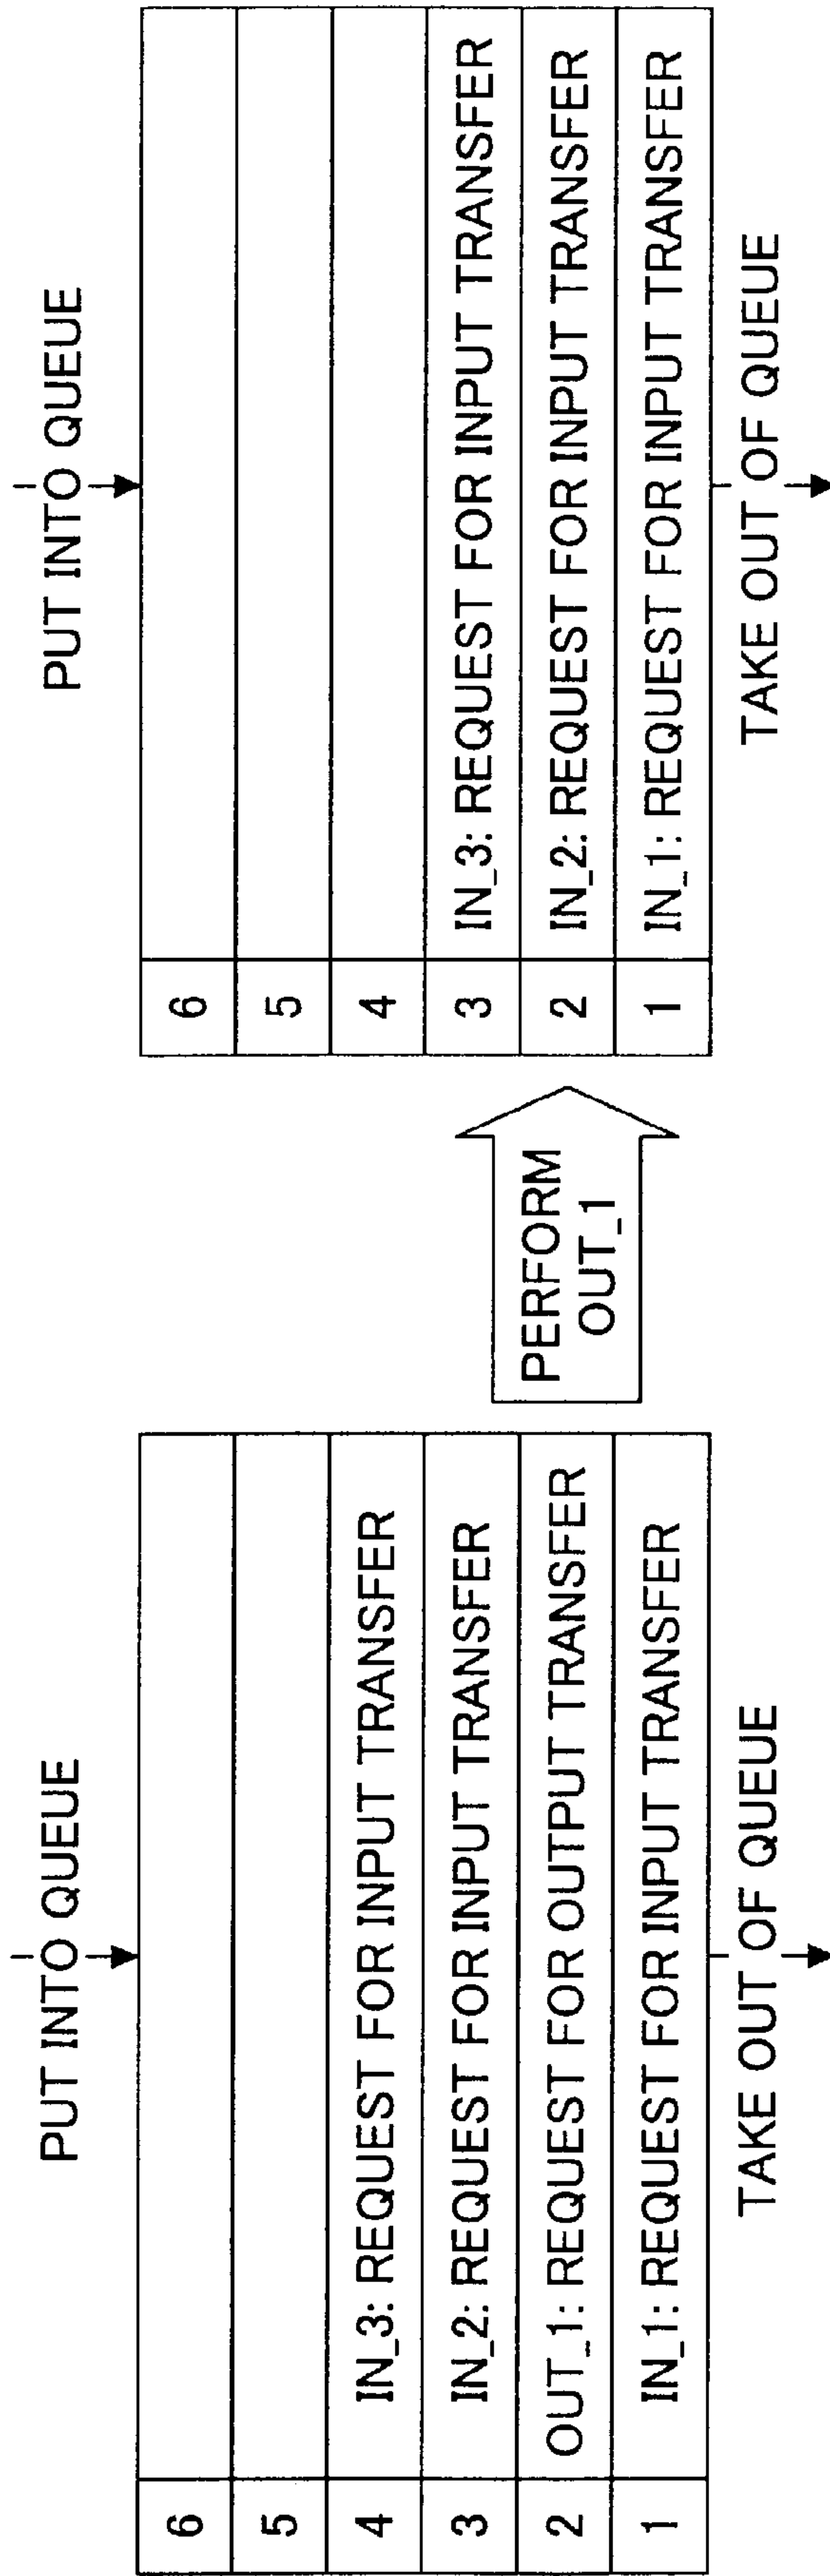 PUT INTO QUEUE
6
5
4 IN_3: REQUEST FOR INPUT TRANSFER
3 IN_2: REQUEST FOR INPUT TRANSFER
2 OUT_1: REQUEST FOR OUTPUT TRANSFER
1 IN_1: REQUEST FOR INPUT TRANSFER
TAKE OUT OF QUEUE
PERFORM
OUT_1
PUT INTO QUEUE
6
5
4
3 IN_3: REQUEST FOR INPUT TRANSFER
2 IN_2: REQUEST FOR INPUT TRANSFER
1 IN_1: REQUEST FOR INPUT TRANSFER
TAKE OUT OF QUEUE